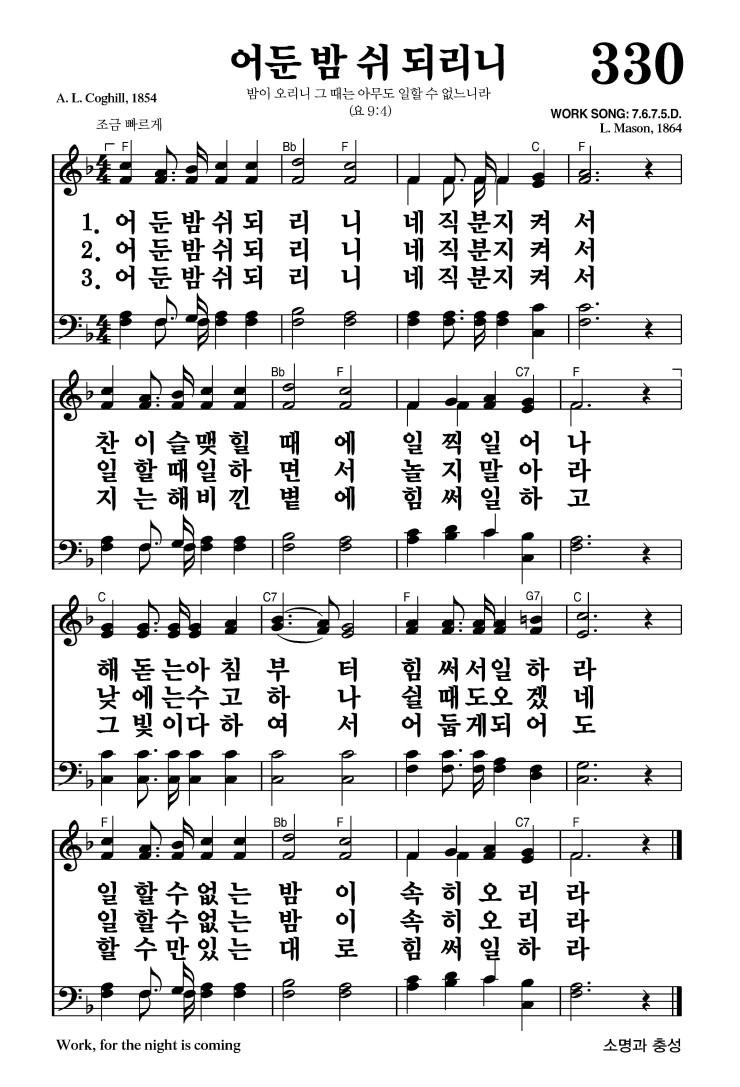 어둔 밤 쉬 되리니
330
A. L. Coghill, 1854
밤이 오리니 그 때는 아무도 일할 수 없느니라
(요 9:4)
WORK SONG: 7.6.7.5.D.
L. Mason, 1864
조금 빠르게
F Bb F C F
1. 어 둔 밤 쉬 되 리 니 네 직 분 지 켜 서
2. 어 둔 밤 쉬 되 리 니 네 직 분 지 켜 서
3. 어 둔 밤 쉬 되 리 니 네 직 분 지 켜 서
Bb F C7 F
찬 이 슬 맺 힐 때 에 일 찍 일 어 나
일 할 때 일 하 면 서 놀 지 말 아 라
지 는 해 비 낀 볕 에 힘 써 일 하 고
C C7 F G7 C
해 돋 는 아 침 부 터 힘 써 서 일 하 라
낮 에 는 수 고 하 나 쉴 때 도 오 겠 네
그 빛 이 다 하 여 서 어 둡 게 되 어 도
F Bb F C7 F
일 할 수 없 는 밤 이 속 히 오 리 라
일 할 수 없 는 밤 이 속 히 오 리 라
할 수 만 있 는 대 로 힘 써 일 하 라
Work, for the night is coming
소명과 충성